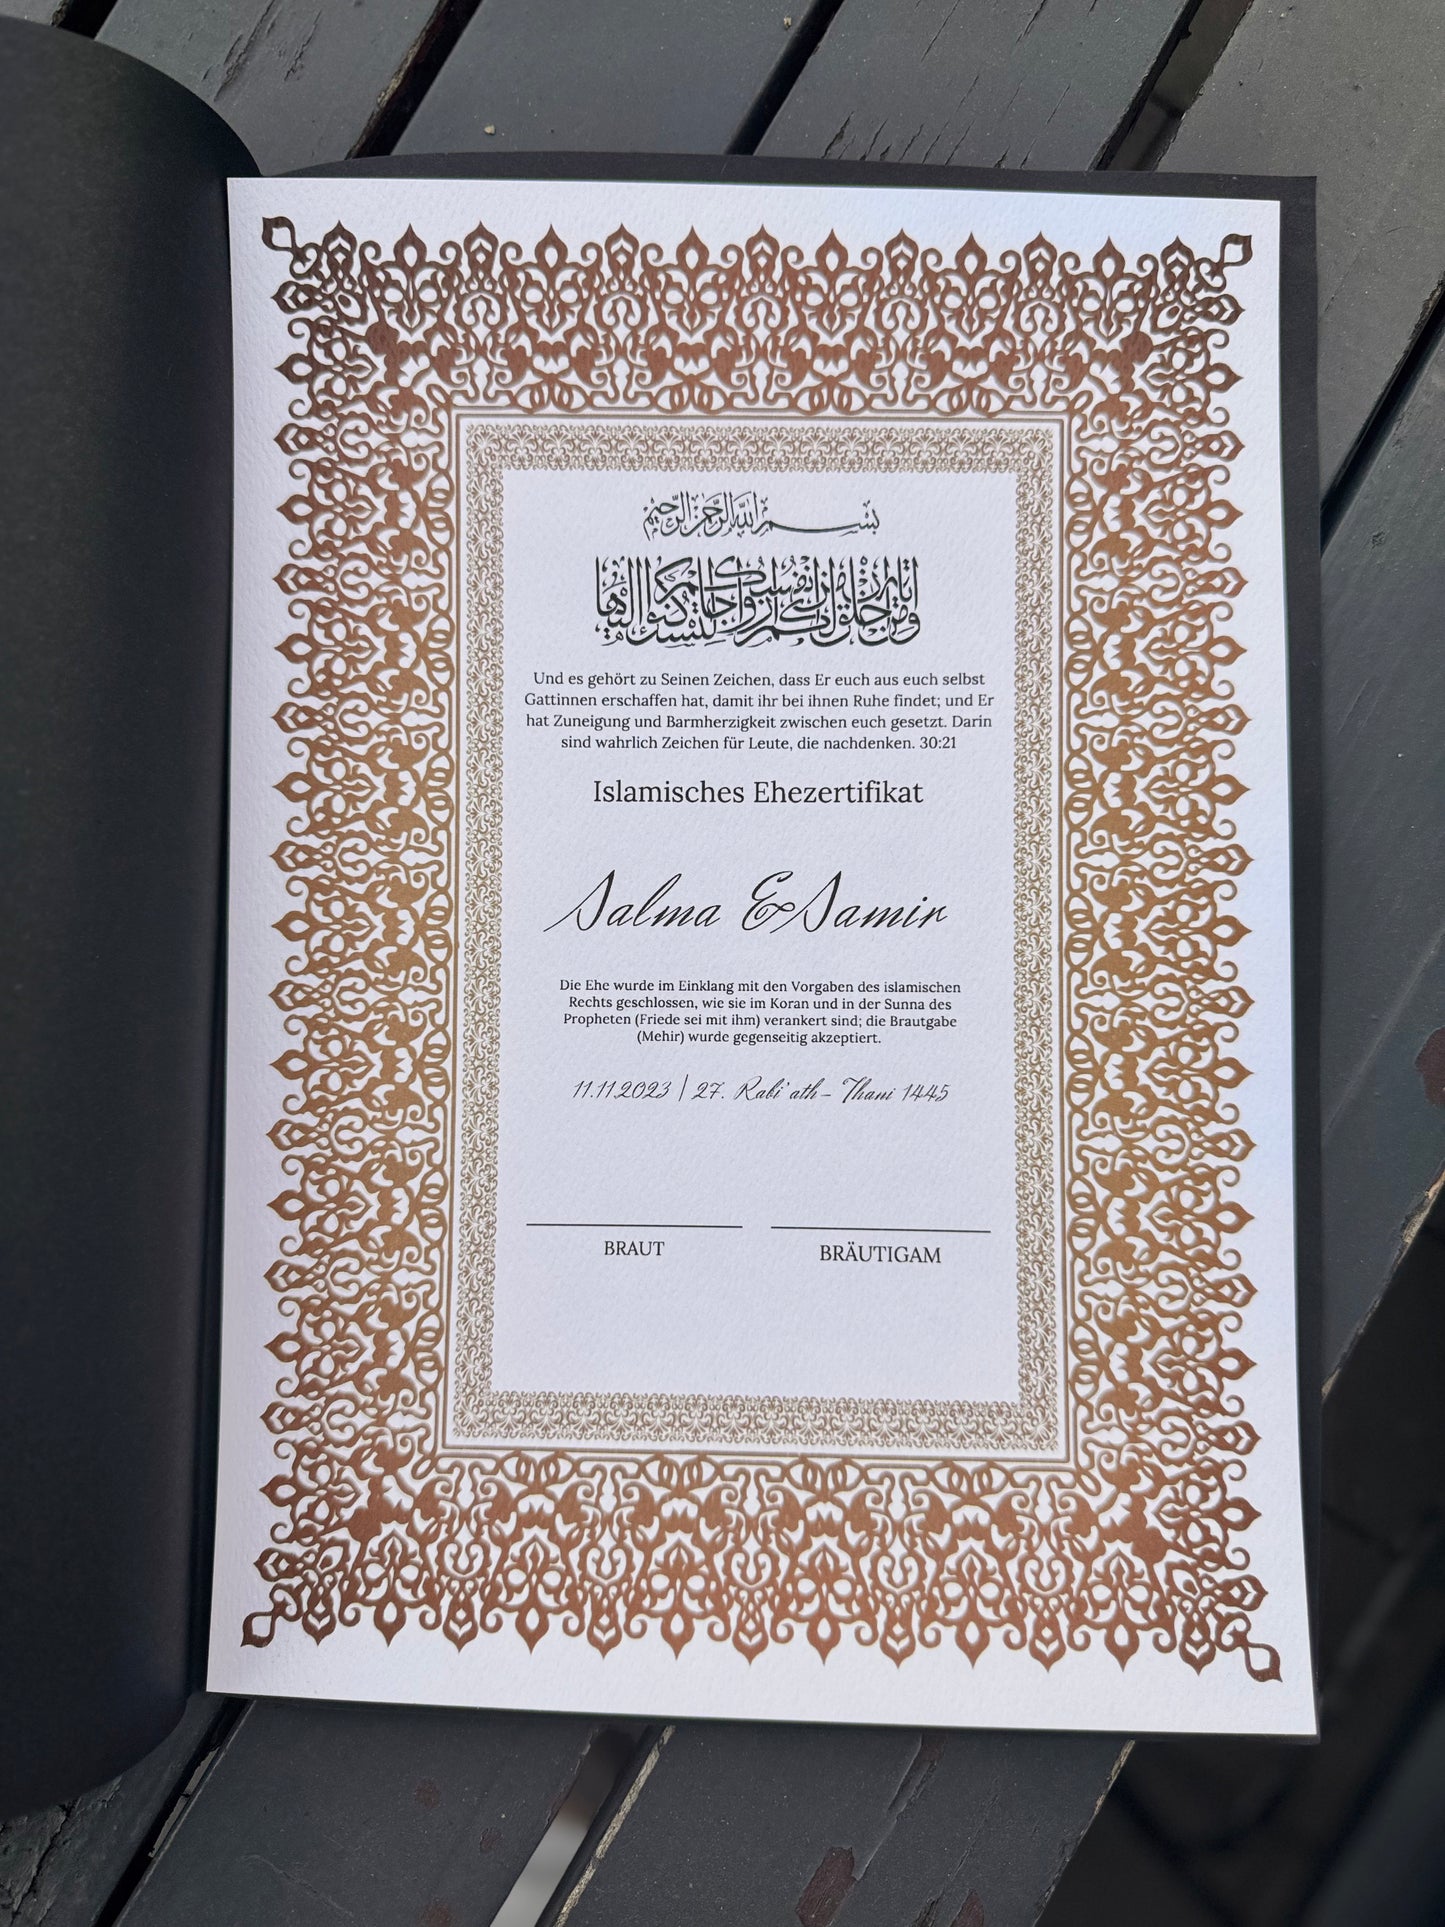 بسم الله الرحمن الرحيم
ومن آياته أن خلق لكم من أنفسكم أزواجا لتسكنوا إليها
Und es gehört zu Seinen Zeichen, dass Er euch aus euch selbst
Gattinnen erschaffen hat, damit ihr bei ihnen Ruhe findet; und Er
hat Zuneigung und Barmherzigkeit zwischen euch gesetzt. Darin
sind wahrlich Zeichen für Leute, die nachdenken. 30:21
Islamisches Ehezertifikat
Salma & Samir
Die Ehe wurde im Einklang mit den Vorgaben des islamischen
Rechts geschlossen, wie sie im Koran und in der Sunna des
Propheten (Friede sei mit ihm) verankert sind; die Brautgabe
(Mehir) wurde gegenseitig akzeptiert.
11.11.2023 | 27. Rabi' ath - Thani 1445
BRAUT BRÄUTIGAM